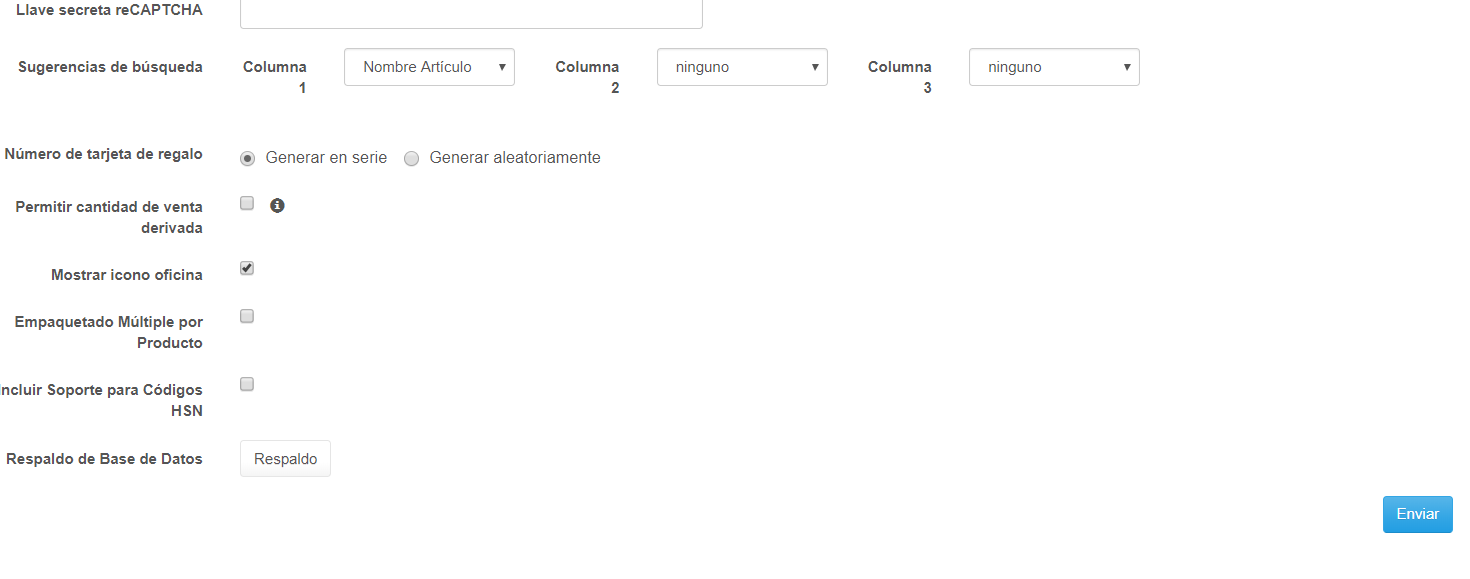 Llave secreta reCAPTCHA
Sugerencias de búsqueda
Columna
1
Nombre Artículo
Columna
2
ninguno
Columna
3
ninguno
Número de tarjeta de regalo
Generar en serie
Generar aleatoriamente
Permitir cantidad de venta
derivada
Mostrar icono oficina
Empaquetado Múltiple por
Producto
Incluir Soporte para Códigos
HSN
Respaldo de Base de Datos
Respaldo
Enviar